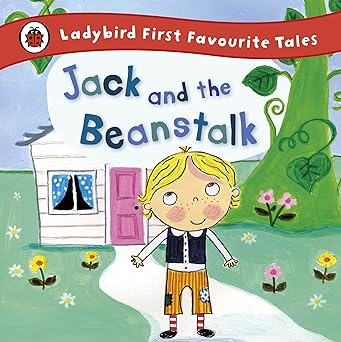 Ladybird First Favourite Tales
Jack and the
Beanstalk